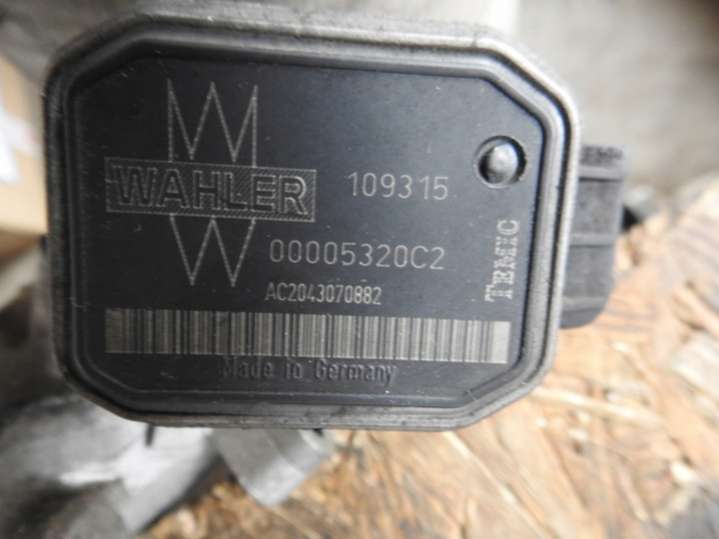 WAHLER
109315
00005320C2
AC2043070882
TEMIC
Made in Germany